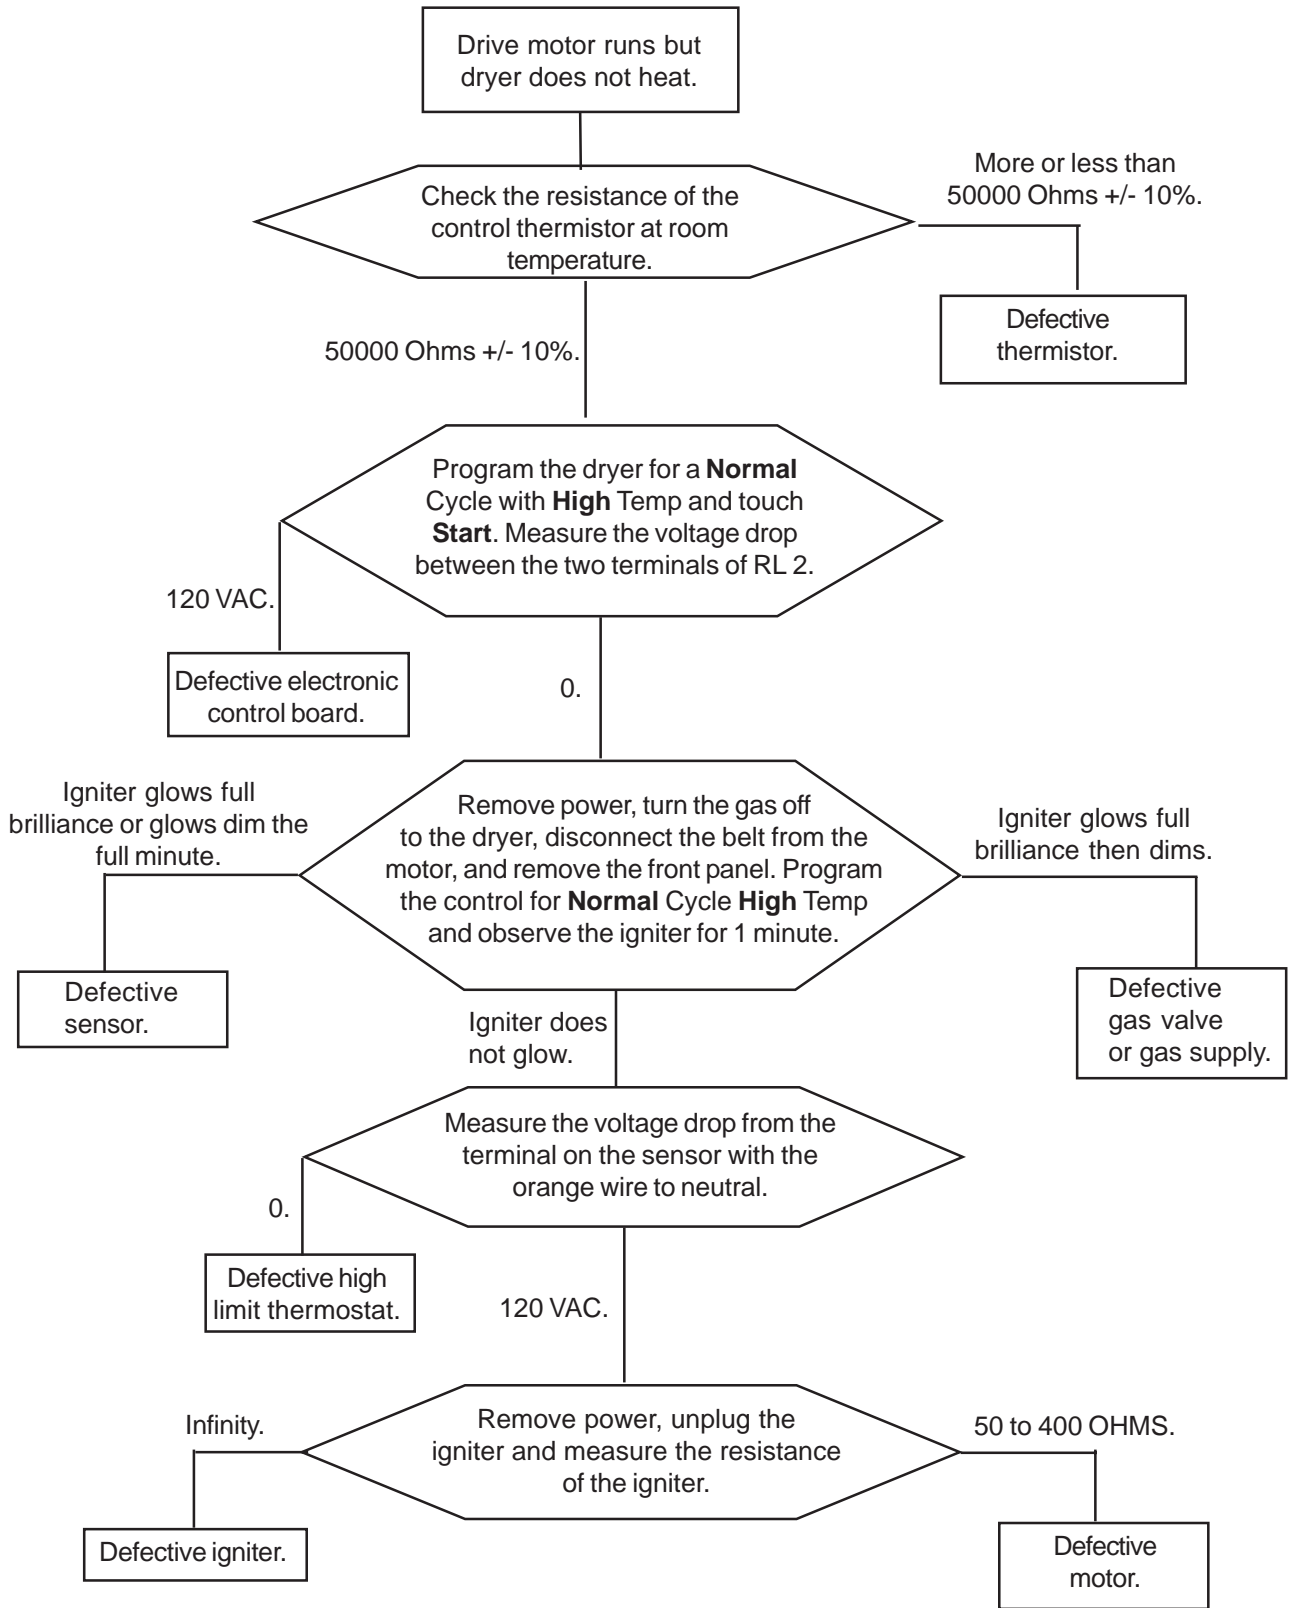 Drive motor runs but
dryer does not heat.
More or less than
50000 Ohms +/- 10%.
Check the resistance of the
control thermistor at room
temperature.
Defective
thermistor.
50000 Ohms +/- 10%.
Program the dryer for a Normal
Cycle with High Temp and touch
Start. Measure the voltage drop
between the two terminals of RL 2.
120 VAC.
Defective electronic
control board.
0.
Igniter glows full
brilliance or glows dim the
full minute.
Remove power, turn the gas off
to the dryer, disconnect the belt from the
motor, and remove the front panel. Program
the control for Normal Cycle High Temp
and observe the igniter for 1 minute.
Igniter glows full
brilliance then dims.
Defective
sensor.
Igniter does
not glow.
Defective
gas valve
or gas supply.
Measure the voltage drop from the
terminal on the sensor with the
orange wire to neutral.
0.
Defective high
limit thermostat.
120 VAC.
Infinity.
Remove power, unplug the
igniter and measure the resistance
of the igniter.
50 to 400 OHMS.
Defective igniter.
Defective
motor.